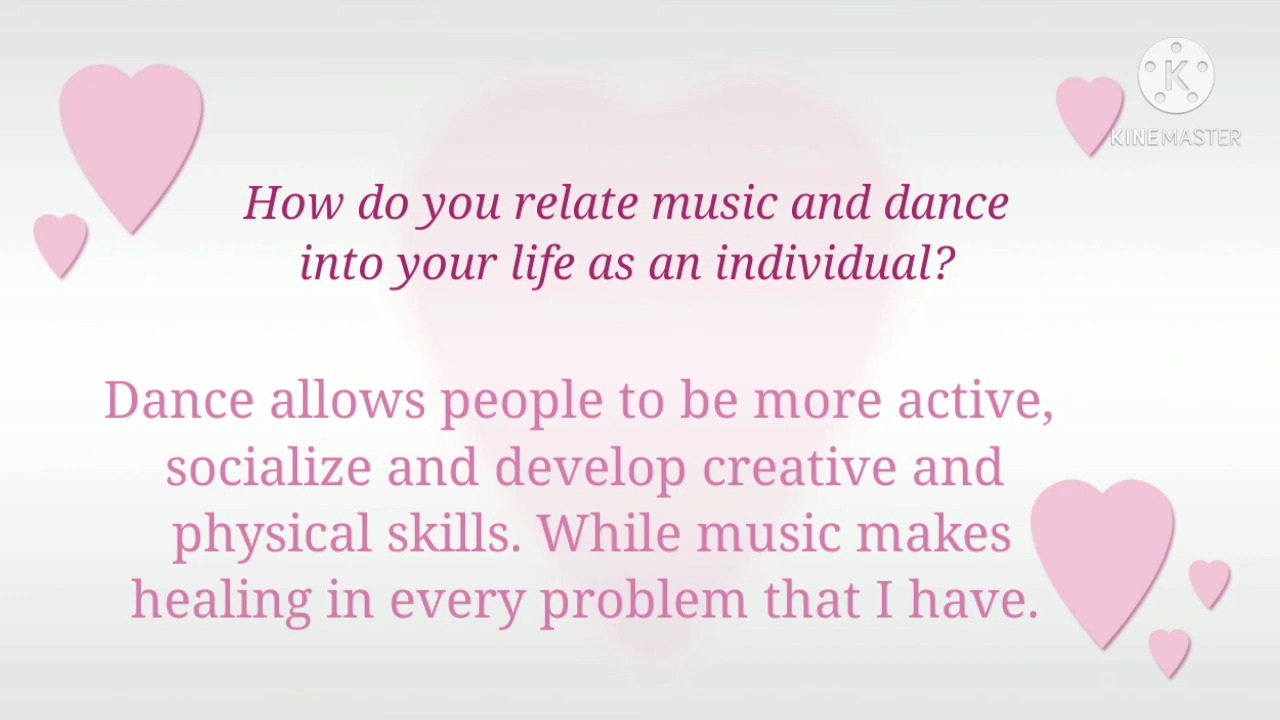 K
KINEMASTER
How do you relate music and dance
into your life as an individual?
Dance allows people to be more active,
socialize and develop creative and
physical skills. While music makes
healing in every problem that I have.